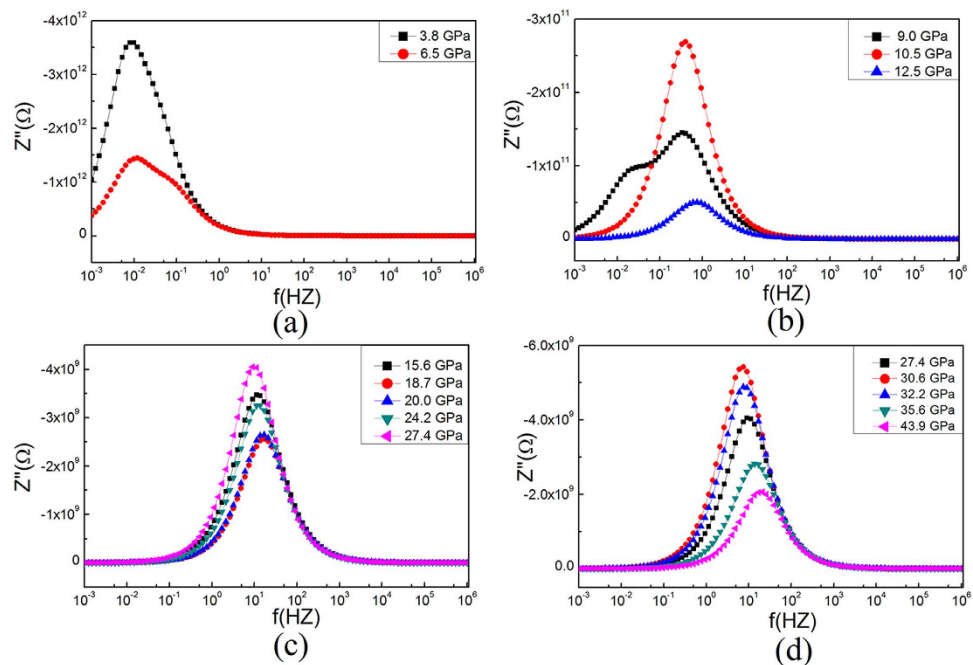 -4x10¹²
-3x10¹²
-2x10¹²
-1x10¹²
0
Z''(Ω)
3.8 GPa
6.5 GPa
10⁻³ 10⁻² 10⁻¹ 10⁰ 10¹ 10² 10³ 10⁴ 10⁵ 10⁶
f(HZ)
(a)
-3x10¹¹
-2x10¹¹
-1x10¹¹
0
Z''(Ω)
9.0 GPa
10.5 GPa
12.5 GPa
10⁻³ 10⁻² 10⁻¹ 10⁰ 10¹ 10² 10³ 10⁴ 10⁵ 10⁶
f(HZ)
(b)
-4x10⁹
-3x10⁹
-2x10⁹
-1x10⁹
0
Z''(Ω)
15.6 GPa
18.7 GPa
20.0 GPa
24.2 GPa
27.4 GPa
10⁻³ 10⁻² 10⁻¹ 10⁰ 10¹ 10² 10³ 10⁴ 10⁵ 10⁶
f(HZ)
(c)
-6.0x10⁹
-4.0x10⁹
-2.0x10⁹
0.0
Z''(Ω)
27.4 GPa
30.6 GPa
32.2 GPa
35.6 GPa
43.9 GPa
10⁻³ 10⁻² 10⁻¹ 10⁰ 10¹ 10² 10³ 10⁴ 10⁵ 10⁶
f(HZ)
(d)